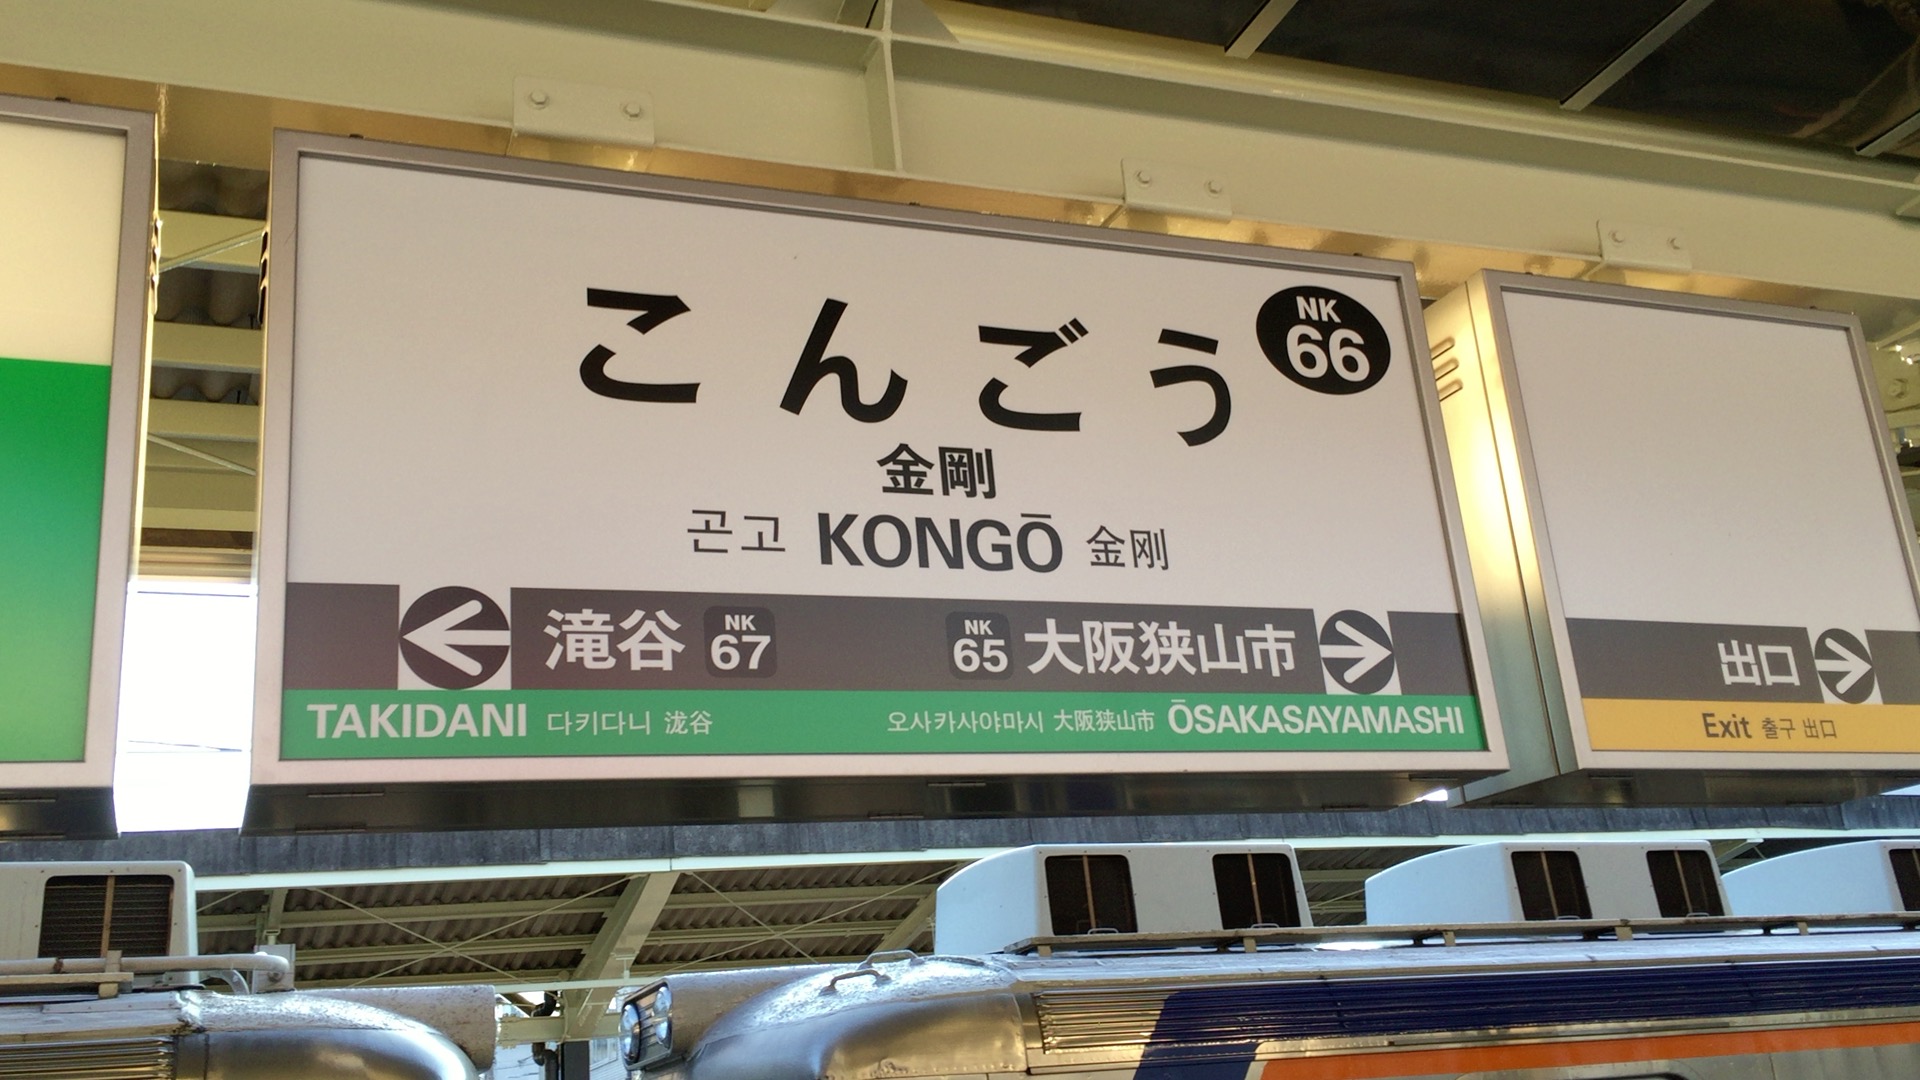 こんごう
NK
66
金剛
곤고 KONGŌ 金刚
滝谷 NK 67
NK 65 大阪狭山市
TAKIDANI 다키다니 泷谷
오사카사야마시 大阪狭山市 ŌSAKASAYAMASHI
出口
Exit 출구 出口